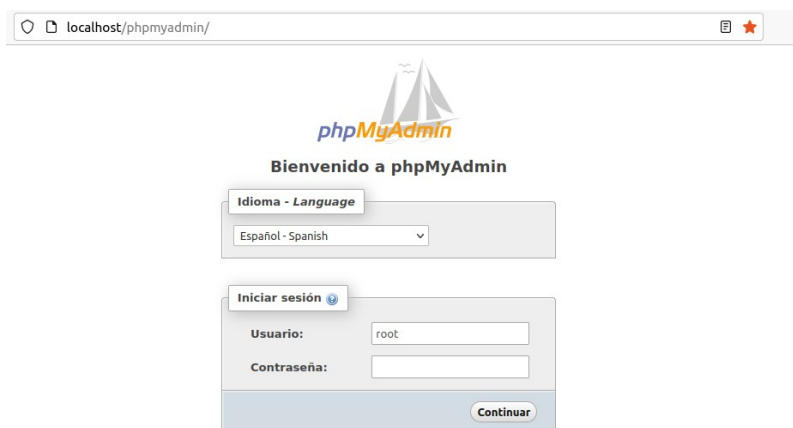 localhost/phpmyadmin/
phpMyAdmin
Bienvenido a phpMyAdmin
Idioma - Language
Español - Spanish
Iniciar sesión
Usuario: root
Contraseña:
Continuar